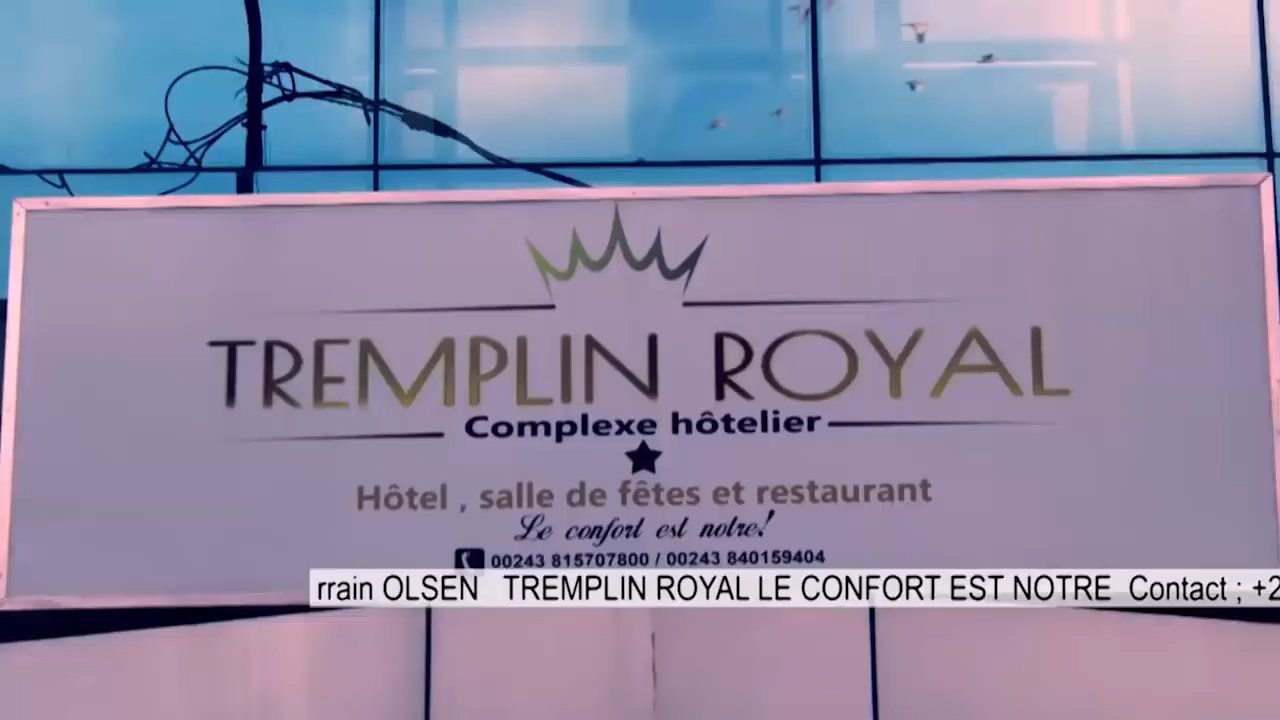 TREMPLIN ROYAL
Complexe hôtelier
Hôtel , salle de fêtes et restaurant
Le confort est notre!
00243 815707800 / 00243 840159404
rrain OLSEN TREMPLIN ROYAL LE CONFORT EST NOTRE Contact ; +2